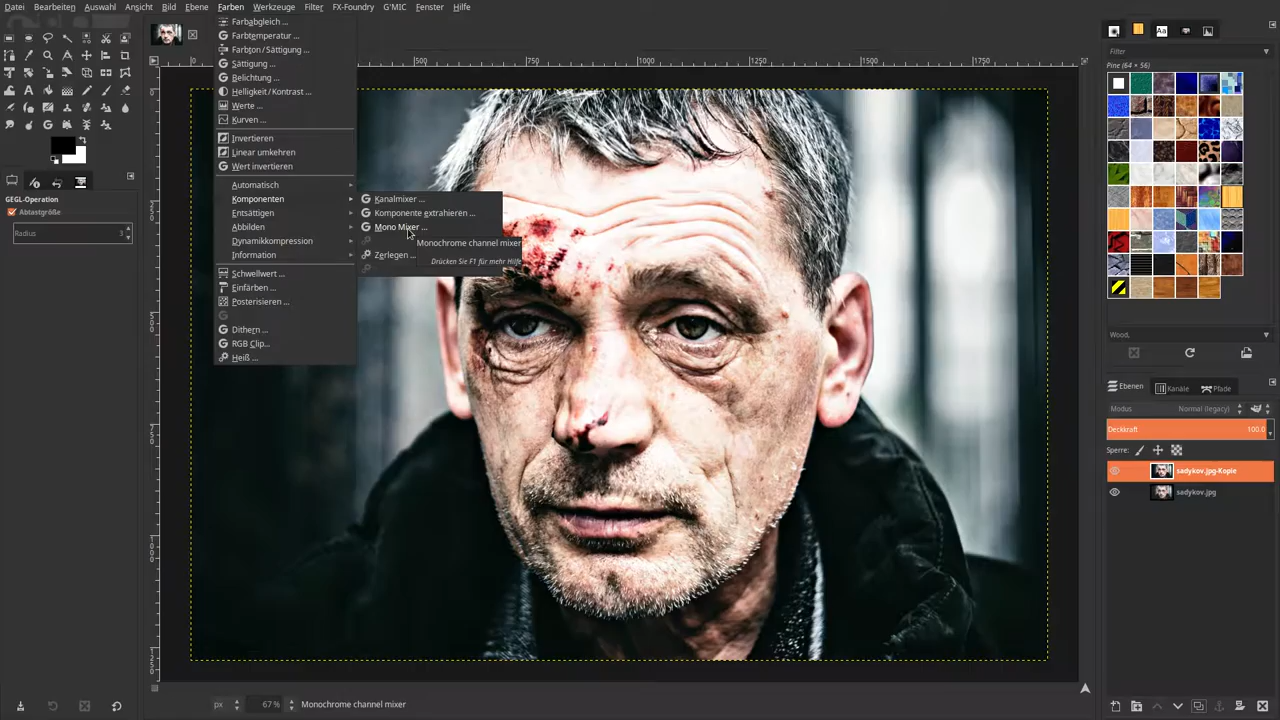 Datei Bearbeiten Auswahl Ansicht Bild Ebene Farben Werkzeuge Filter FX-Foundry G'MIC Fenster Hilfe
Farbabgleich ...
Farbtemperatur ...
Farbton/Sättigung ...
Sättigung ...
Belichtung ...
Helligkeit/Kontrast ...
Werte ...
Kurven ...
Invertieren
Linear umkehren
Wert invertieren
Automatisch
Komponenten
Entsättigen
Abbilden
Dynamikkompression
Information
Schwellwert ...
Einfärben ...
Posterisieren ...
Dithern ...
RGB Clip...
Heiß ...
Kanalmixer ...
Komponente extrahieren ...
Mono Mixer ...
Monochrome channel mixer
Zerlegen ...
Drücken Sie F1 für mehr Hilfe
GEGL-Operation
Abtastgröße
Radius 3
0 500 750 1000 1250 1500 1750
Filter
Pine (64 × 56)
Wood,
Ebenen Kanäle Pfade
Modus Normal (legacy)
Deckkraft 100.0
Sperre:
sadykov.jpg-Kopie
sadykov.jpg
px 67 % Monochrome channel mixer